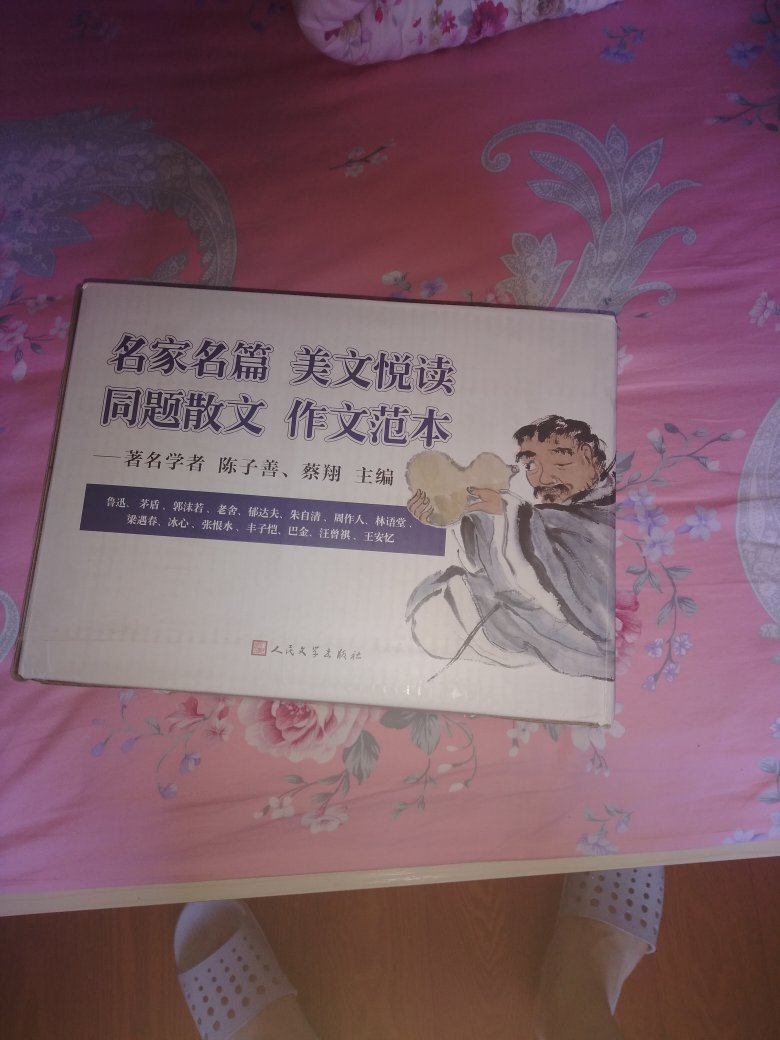 名家名篇 美文悦读
同题散文 作文范本
——著名学者 陈子善、蔡翔 主编
鲁迅、茅盾、郭沫若、老舍、郁达夫、朱自清、周作人、林语堂、
梁遇春、冰心、张恨水、丰子恺、巴金、汪曾祺、王安忆
人民文学出版社